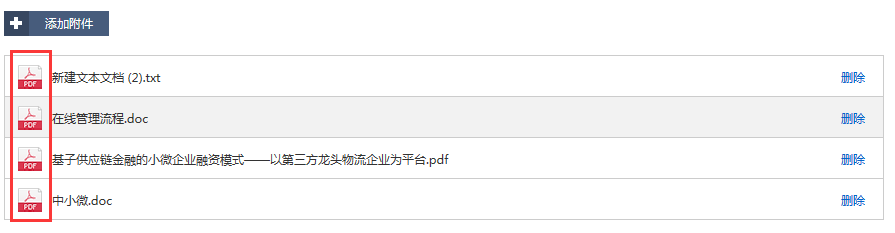 添加附件
PDF 新建文本文档 (2).txt 删除
PDF 在线管理流程.doc 删除
PDF 基子供应链金融的小微企业融资模式——以第三方龙头物流企业为平台.pdf 删除
PDF 中小微.doc 删除